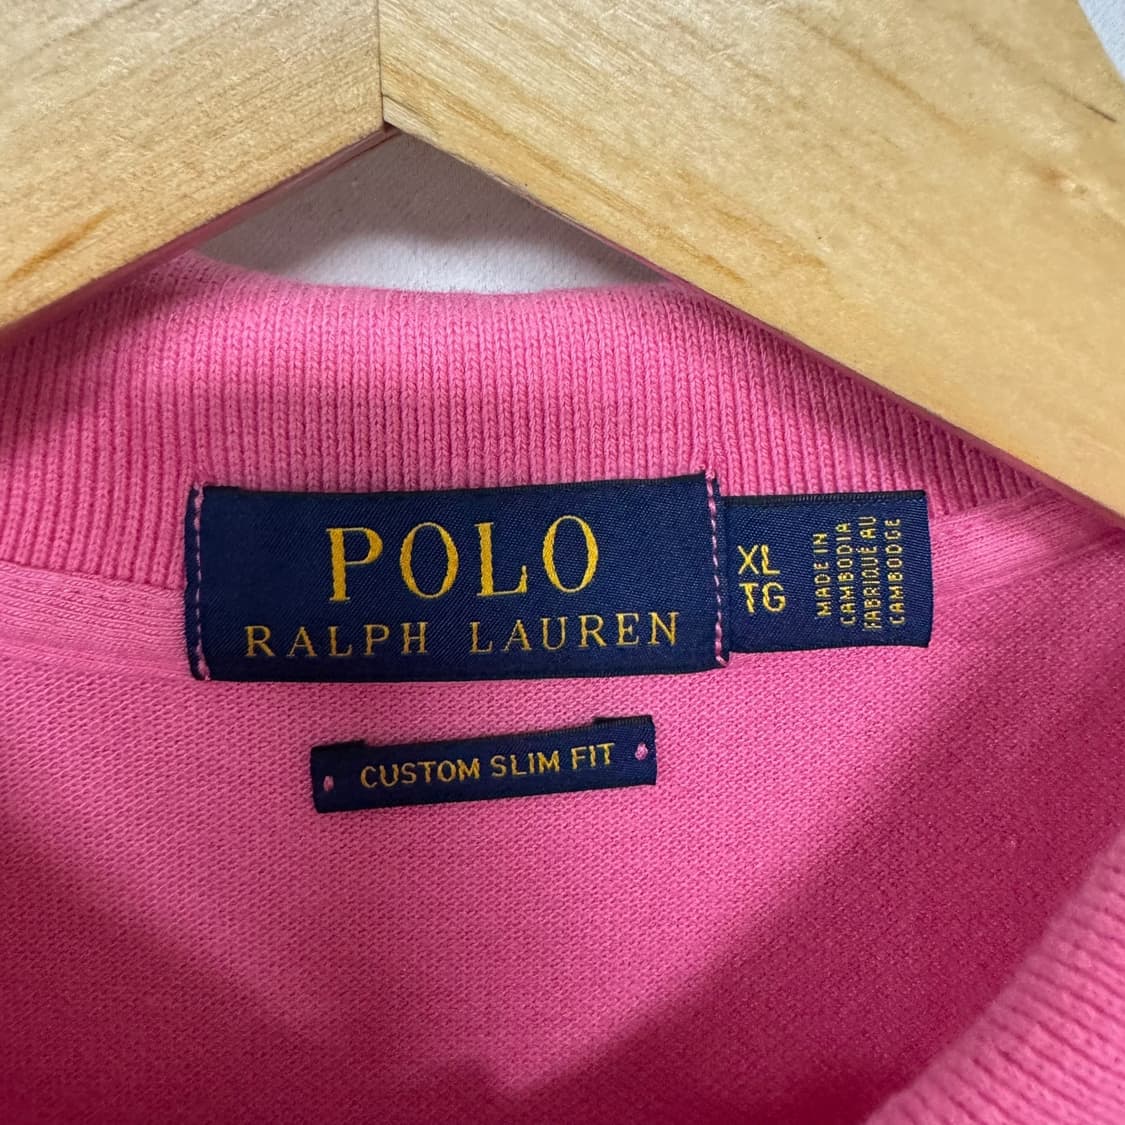 POLO
RALPH LAUREN
XL
TG
MADE IN
CAMBODIA
FABRIQUÉ AU
CAMBODGE
CUSTOM SLIM FIT